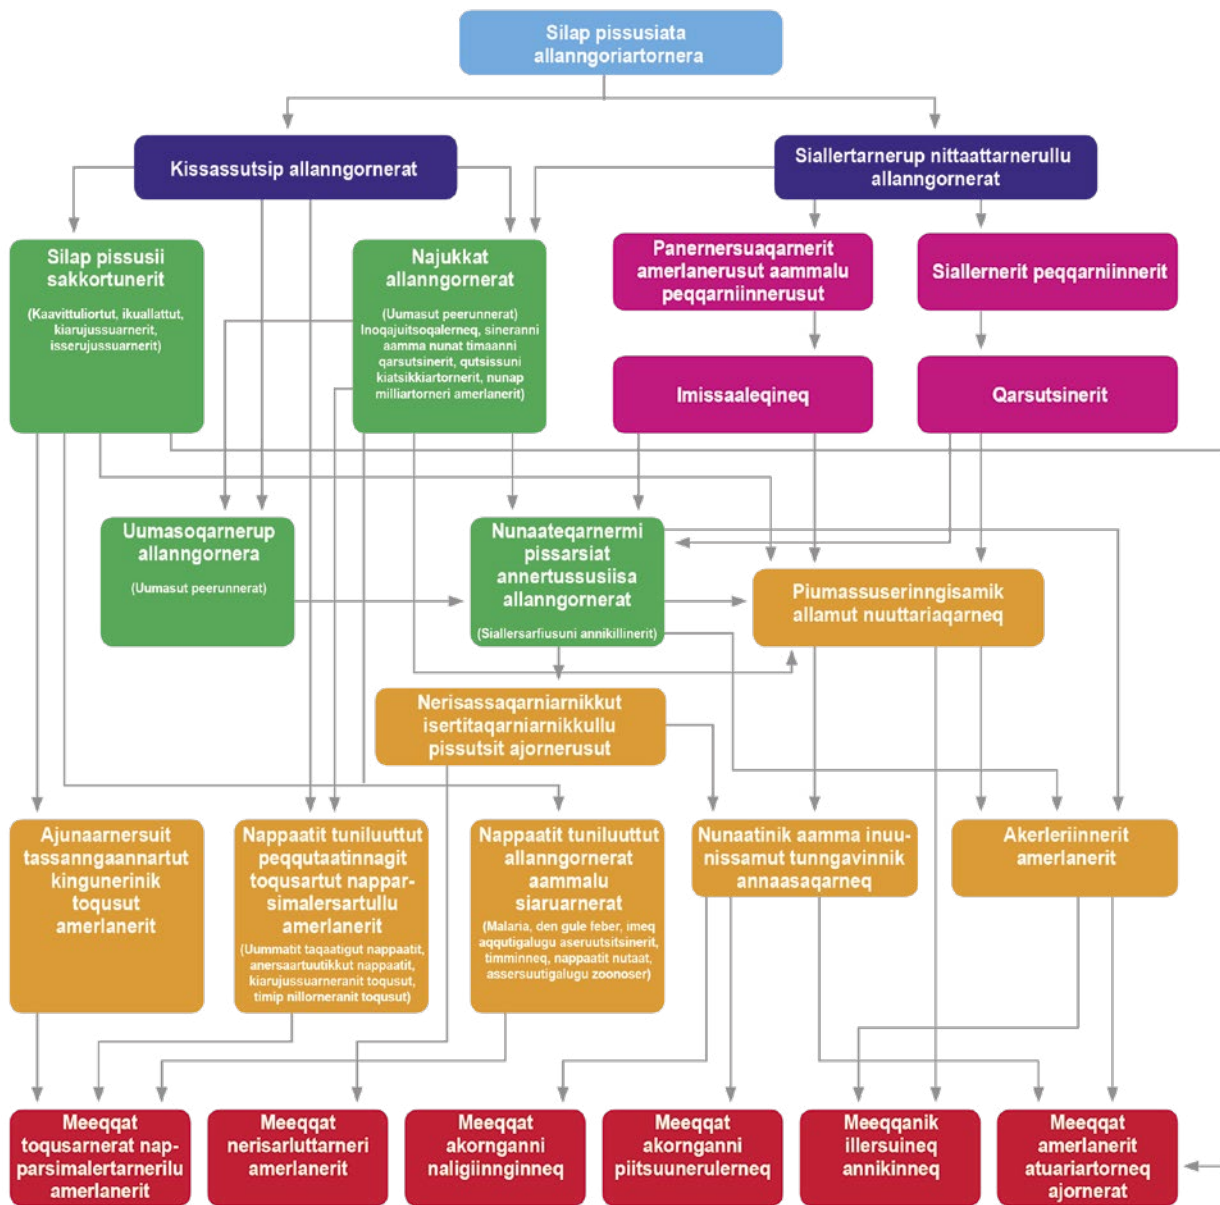 Silap pissusiata
allanngoriartornera
Kissassutsip allanngornerat
Siallertarnerup nittaattarnerullu
allanngornerat
Silap pissusii
sakkortunerit
(Kaavittuliortut, ikuallattut,
kiarujussuarnerit,
isserujussuarnerit)
Najukkat
allanngornerat
(Uumasut peerunnerat)
Inoqajuitsoqalerneq, sineranni
aamma nunat timaanni
qarsutsinerit, qutsissuni
kiatsikkiartornerit, nunap
milliartorneri amerlanerit)
Panernersuaqarnerit
amerlanerusut aammalu
peqqarniinnerusut
Siallernerit peqqarniinnerit
Imissaaleqineq
Qarsutsinerit
Uumasoqarnerup
allanngornera
(Uumasut peerunnerat)
Nunaateqarnermi
pissarsiat
annertussusiisa
allanngornerat
(Siallersarfiusuni annikillinerit)
Piumassuserinngisamik
allamut nuuttariaqarneq
Nerisassaqarniarnikkut
isertitaqarniarnikkullu
pissutsit ajornerusut
Ajunaarnersuit
tassanngaannartut
kingunerinik
toqusut
amerlanerit
Nappaatit tuniluuttut
peqqutaatinnagit
toqusartut nappar-
simalersartullu
amerlanerit
(Uummatit taqaatigut nappaatit,
anersaartuutikkut nappaatit,
kiarujussuarneranit toqusut,
timip nillorneranit toqusut)
Nappaatit tuniluuttut
allanngornerat
aammalu
siaruarnerat
(Malaria, den gule feber, imeq
aqqutigalugu aseruutsitsinerit,
timminneq, nappaatit nutaat,
assersuutigalugu zoonoser)
Nunaatinik aamma inuu-
nissamut tunngavinnik
annaasaqarneq
Akerleriinnerit
amerlanerit
Meeqqat
toqusarnerat nap-
parsimalertarnerilu
amerlanerit
Meeqqat
nerisarluttarneri
amerlanerit
Meeqqat
akornganni
naligiinnginneq
Meeqqat
akornganni
piitsuunerulerneq
Meeqqanik
illersuineq
annikinneq
Meeqqat
amerlanerit
atuariartorneq
ajornerat